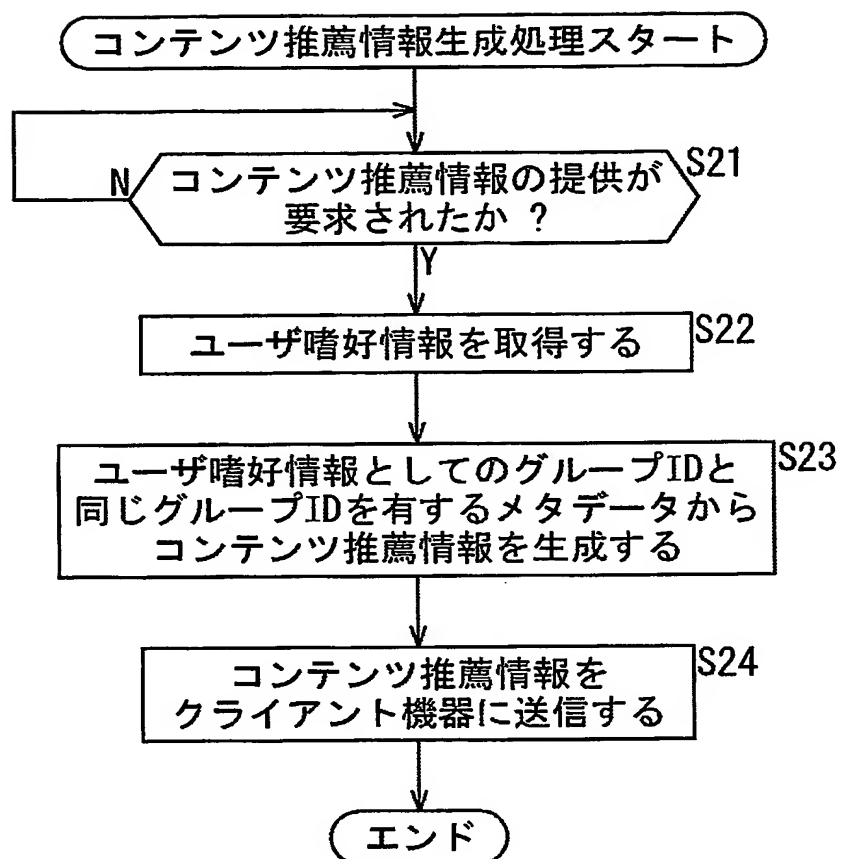 コンテンツ推薦情報生成処理スタート
コンテンツ推薦情報の提供が
要求されたか ?
S21
N
Y
ユーザ嗜好情報を取得する
S22
ユーザ嗜好情報としてのグループIDと
同じグループIDを有するメタデータから
コンテンツ推薦情報を生成する
S23
コンテンツ推薦情報を
クライアント機器に送信する
S24
エンド